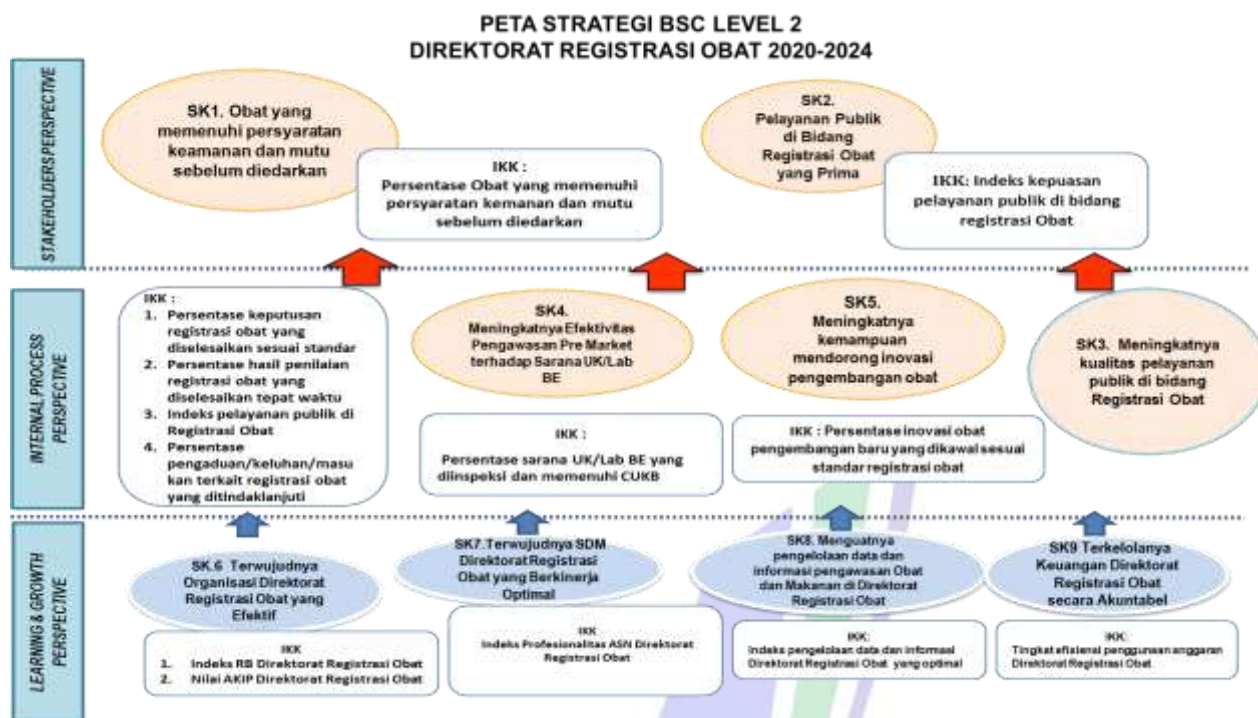 PETA STRATEGI BSC LEVEL 2
DIREKTORAT REGISTRASI OBAT 2020-2024
STAKEHOLDERSPERSPECTIVE
SK1. Obat yang
memenuhi persyaratan
keamanan dan mutu
sebelum diedarkan
IKK :
Persentase Obat yang memenuhi
persyaratan kemanan dan mutu
sebelum diedarkan
SK2.
Pelayanan Publik
di Bidang
Registrasi Obat
yang Prima
IKK: Indeks kepuasan
pelayanan publik di bidang
registrasi Obat
INTERNAL PROCESS
PERSPECTIVE
IKK :
1. Persentase keputusan
registrasi obat yang
diselesaikan sesuai standar
2. Persentase hasil penilaian
registrasi obat yang
diselesaikan tepat waktu
3. Indeks pelayanan publik di
Registrasi Obat
4. Persentase
pengaduan/keluhan/masu
kan terkait registrasi obat
yang ditindaklanjuti
SK4.
Meningkatnya Efektivitas
Pengawasan Pre Market
terhadap Sarana UK/Lab
BE
IKK :
Persentase sarana UK/Lab BE yang
diinspeksi dan memenuhi CUKB
SK5.
Meningkatnya
kemampuan
mendorong inovasi
pengembangan obat
IKK : Persentase inovasi obat
pengembangan baru yang dikawal sesuai
standar registrasi obat
SK3. Meningkatnya
kualitas pelayanan
publik di bidang
Registrasi Obat
LEARNING & GROWTH
PERSPECTIVE
SK.6 Terwujudnya
Organisasi Direktorat
Registrasi Obat yang
Efektif
IKK
1. Indeks RB Direktorat Registrasi Obat
2. Nilai AKIP Direktorat Registrasi Obat
SK7.Terwujudnya SDM
Direktorat Registrasi
Obat yang Berkinerja
Optimal
IKK
Indeks Profesionalitas ASN Direktorat
Registrasi Obat
SK8. Menguatnya
pengelolaan data dan
informasi pengawasan Obat
dan Makanan di Direktorat
Registrasi Obat
IKK:
Indeks pengelolaan data dan informasi
Direktorat Registrasi Obat yang optimal
SK9 Terkelolanya
Keuangan Direktorat
Registrasi Obat
secara Akuntabel
IKK:
Tingkat efisiensi penggunaan anggaran
Direktorat Registrasi Obat